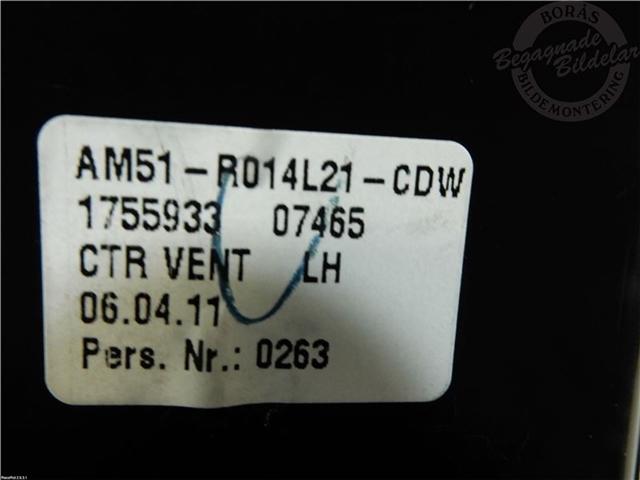 BORÅS
Begagnade
Bildelar
BILDEMONTERING
AM51-R014L21-CDW
1755933 07465
CTR VENT LH
06.04.11
Pers. Nr.: 0263